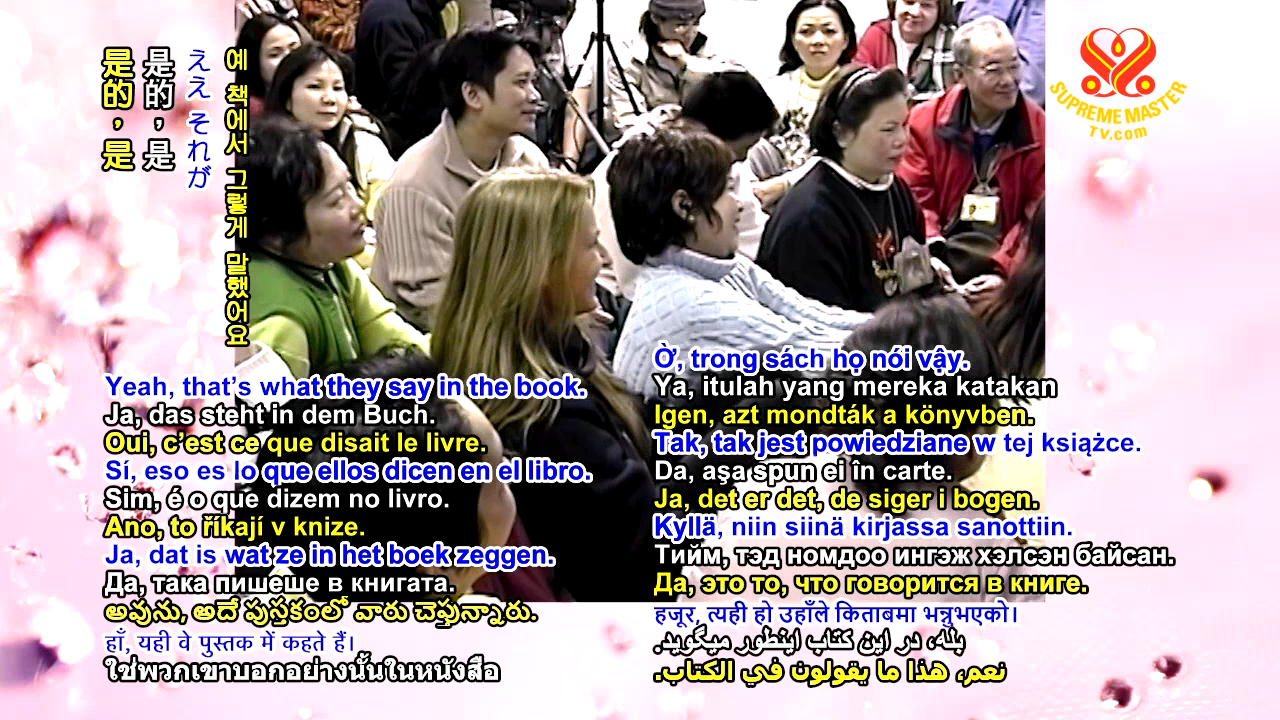 是的，是
是的，是
ええ それが
예 책에서 그렇게 말했어요
SUPREME MASTER
TV.com
Yeah, that's what they say in the book.
Ja, das steht in dem Buch.
Oui, c'est ce que disait le livre.
Sí, eso es lo que ellos dicen en el libro.
Sim, é o que dizem no livro.
Ano, to říkají v knize.
Ja, dat is wat ze in het boek zeggen.
Да, така пишеше в книгата.
అవును, అదే పుస్తకంలో వారు చెప్తున్నారు.
हाँ, यही वे पुस्तक में कहते हैं।
ใช่พวกเขาบอกอย่างนั้นในหนังสือ
Ờ, trong sách họ nói vậy.
Ya, itulah yang mereka katakan
Igen, azt mondták a könyvben.
Tak, tak jest powiedziane w tej książce.
Da, aşa spun ei în carte.
Ja, det er det, de siger i bogen.
Kyllä, niin siinä kirjassa sanottiin.
Тийм, тэд номдоо ингэж хэлсэн байсан.
Да, это то, что говорится в книге.
हजूर, त्यही हो उहाँले किताबमा भन्नुभएको।
بله، در این کتاب اینطور میگوید.
نعم، هذا ما يقولون في الكتاب.